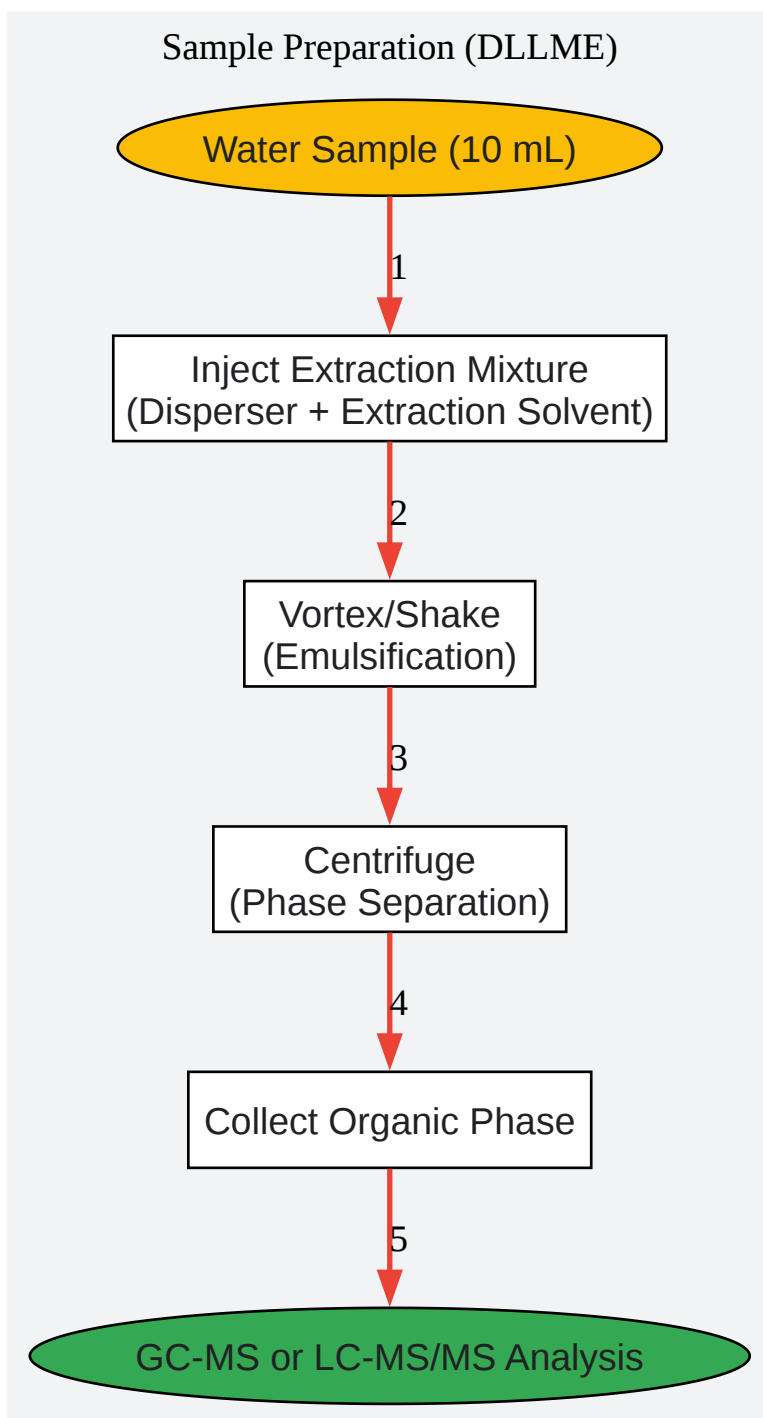 Sample Preparation (DLLME)
Water Sample (10 mL)
1
Inject Extraction Mixture
(Disperser + Extraction Solvent)
2
Vortex/Shake
(Emulsification)
3
Centrifuge
(Phase Separation)
4
Collect Organic Phase
5
GC-MS or LC-MS/MS Analysis